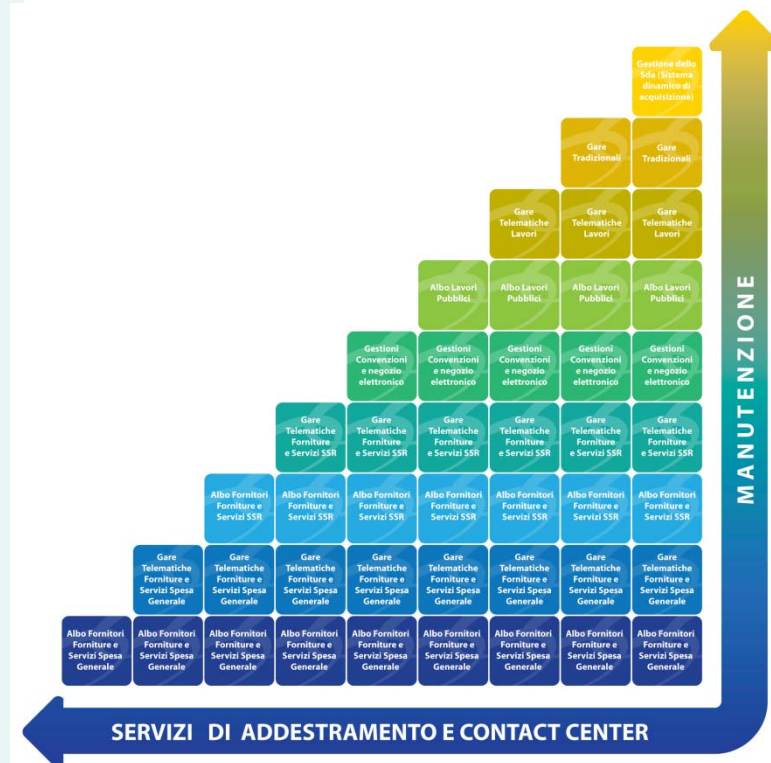 Gestione dello
Sda (Sistema
dinamico di
acquisizione)
Gare
Tradizionali
Gare
Tradizionali
Gare
Telematiche
Lavori
Gare
Telematiche
Lavori
Gare
Telematiche
Lavori
Albo Lavori
Pubblici
Albo Lavori
Pubblici
Albo Lavori
Pubblici
Albo Lavori
Pubblici
Gestioni
Convenzioni
e negozio
elettronico
Gestioni
Convenzioni
e negozio
elettronico
Gestioni
Convenzioni
e negozio
elettronico
Gestioni
Convenzioni
e negozio
elettronico
Gestioni
Convenzioni
e negozio
elettronico
Gare
Telematiche
Forniture
e Servizi SSR
Gare
Telematiche
Forniture
e Servizi SSR
Gare
Telematiche
Forniture
e Servizi SSR
Gare
Telematiche
Forniture
e Servizi SSR
Gare
Telematiche
Forniture
e Servizi SSR
Gare
Telematiche
Forniture
e Servizi SSR
Albo Fornitori
Forniture e
Servizi SSR
Albo Fornitori
Forniture e
Servizi SSR
Albo Fornitori
Forniture e
Servizi SSR
Albo Fornitori
Forniture e
Servizi SSR
Albo Fornitori
Forniture e
Servizi SSR
Albo Fornitori
Forniture e
Servizi SSR
Albo Fornitori
Forniture e
Servizi SSR
Gare
Telematiche
Forniture e
Servizi Spesa
Generale
Gare
Telematiche
Forniture e
Servizi Spesa
Generale
Gare
Telematiche
Forniture e
Servizi Spesa
Generale
Gare
Telematiche
Forniture e
Servizi Spesa
Generale
Gare
Telematiche
Forniture e
Servizi Spesa
Generale
Gare
Telematiche
Forniture e
Servizi Spesa
Generale
Gare
Telematiche
Forniture e
Servizi Spesa
Generale
Gare
Telematiche
Forniture e
Servizi Spesa
Generale
Albo Fornitori
Forniture e
Servizi Spesa
Generale
Albo Fornitori
Forniture e
Servizi Spesa
Generale
Albo Fornitori
Forniture e
Servizi Spesa
Generale
Albo Fornitori
Forniture e
Servizi Spesa
Generale
Albo Fornitori
Forniture e
Servizi Spesa
Generale
Albo Fornitori
Forniture e
Servizi Spesa
Generale
Albo Fornitori
Forniture e
Servizi Spesa
Generale
Albo Fornitori
Forniture e
Servizi Spesa
Generale
Albo Fornitori
Forniture e
Servizi Spesa
Generale
MANUTENZIONE
SERVIZI DI ADDESTRAMENTO E CONTACT CENTER